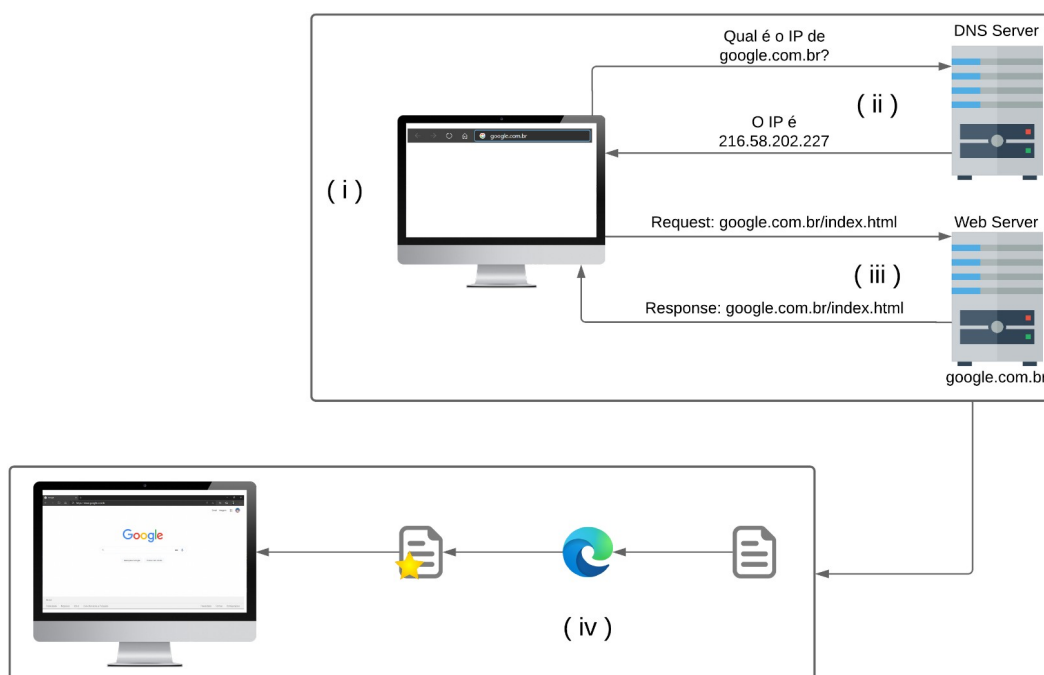 Qual é o IP de
google.com.br?
DNS Server
( ii )
O IP é
216.58.202.227
google.com.br
( i )
Request: google.com.br/index.html
Web Server
( iii )
Response: google.com.br/index.html
google.com.br
Google
( iv )